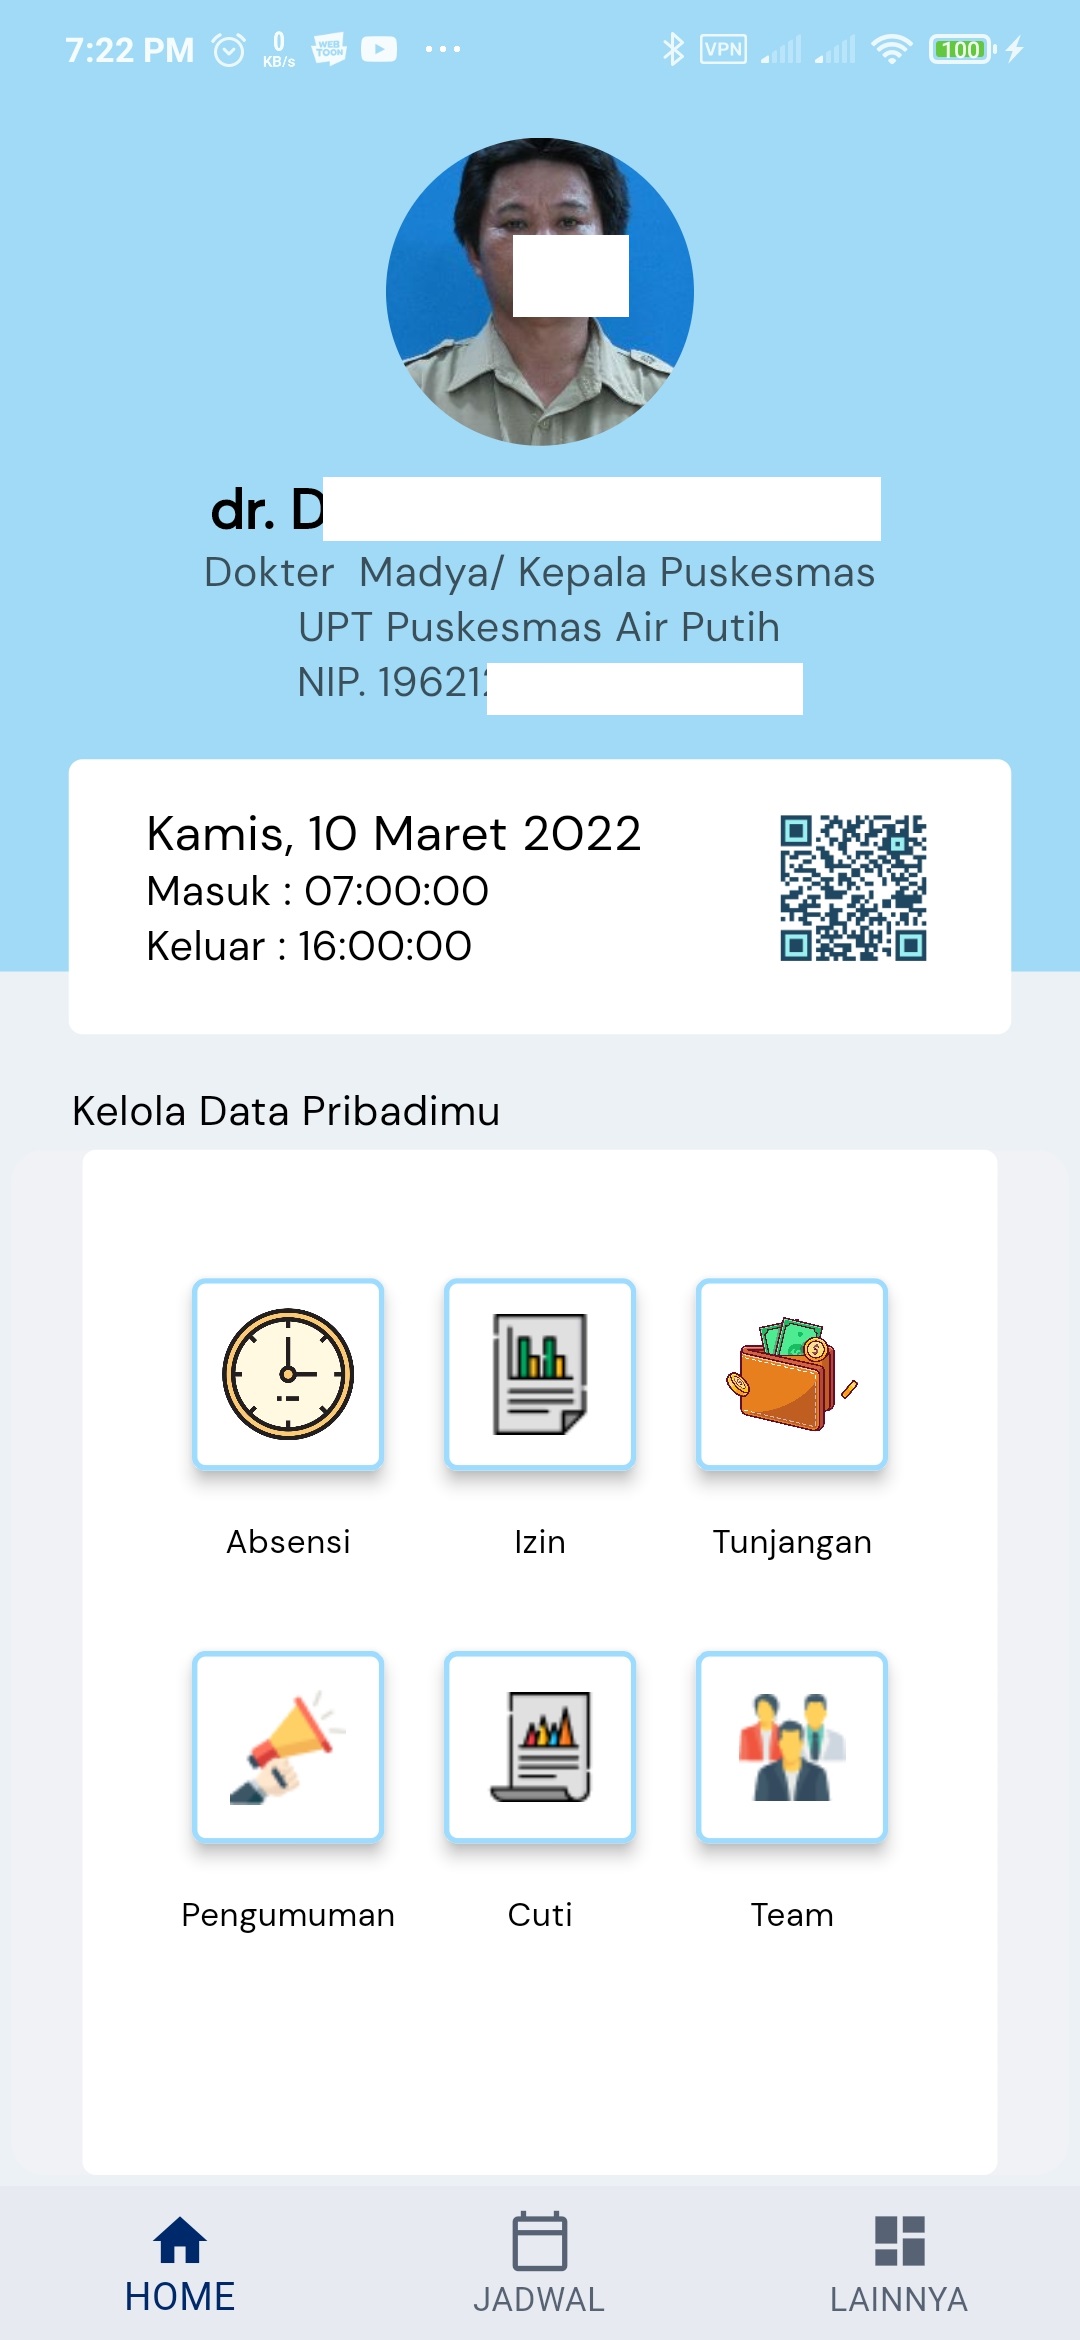 7:22 PM
0
KB/s
WEB
TOON
VPN
100
dr.
Dokter  Madya/ Kepala Puskesmas
UPT Puskesmas Air Putih
NIP. 19621
Kamis, 10 Maret 2022
Masuk : 07:00:00
Keluar : 16:00:00
Kelola Data Pribadimu
Absensi
Izin
Tunjangan
Pengumuman
Cuti
Team
HOME
JADWAL
LAINNYA